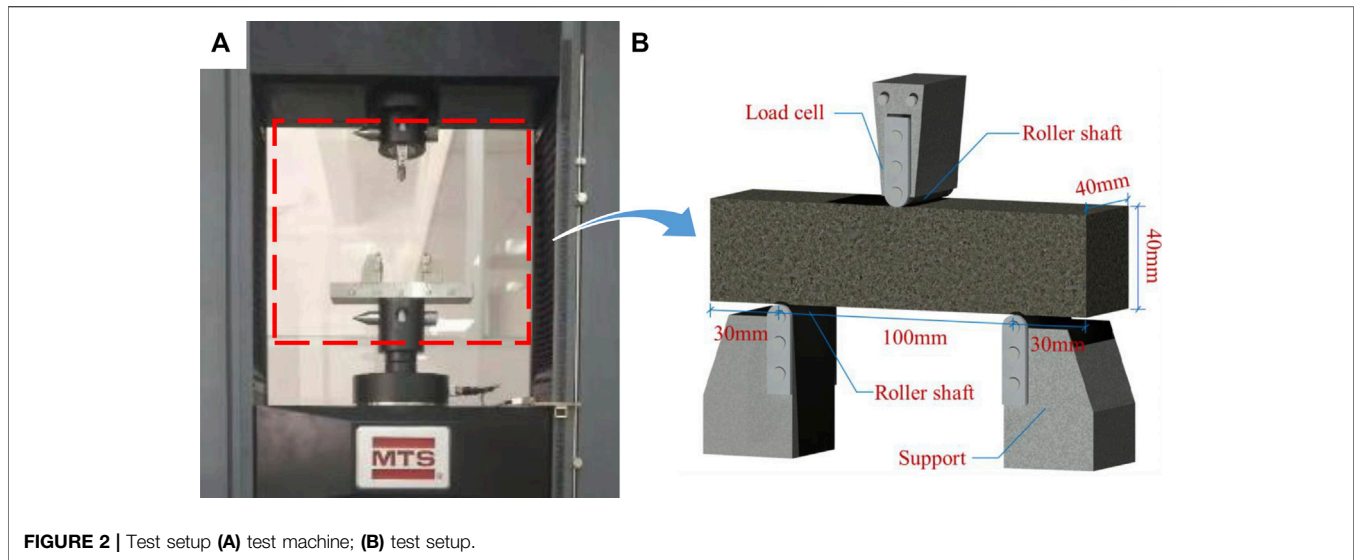 A
B
Load cell
Roller shaft
40mm
40mm
30mm
100mm
30mm
Roller shaft
Support
MTS
FIGURE 2 | Test setup (A) test machine; (B) test setup.